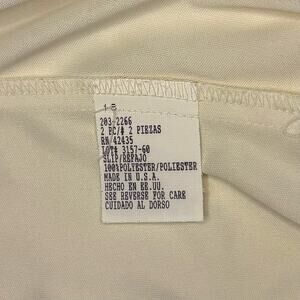 203-2266
2 PC/# 2 PIEZAS
RN/42435
LOT# 3157-60
SLIP/REFAJO
100%POLYESTER/POLIESTER
MADE IN U.S.A.
HECHO EN EE.UU.
SEE REVERSE FOR CARE
CUIDADO AL DORSO